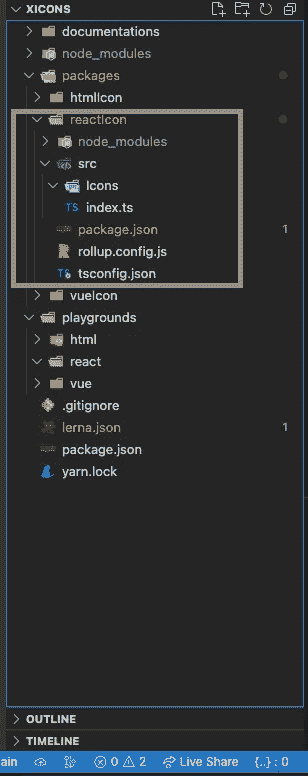 XICONS
documentations
node_modules
packages
htmlIcon
reactIcon
node_modules
src
Icons
TS index.ts
package.json 1
rollup.config.js
TS tsconfig.json
vueIcon
playgrounds
html
react
vue
.gitignore
lerna.json 1
package.json
yarn.lock
OUTLINE
TIMELINE
ain 0 2 Live Share {..} : 0